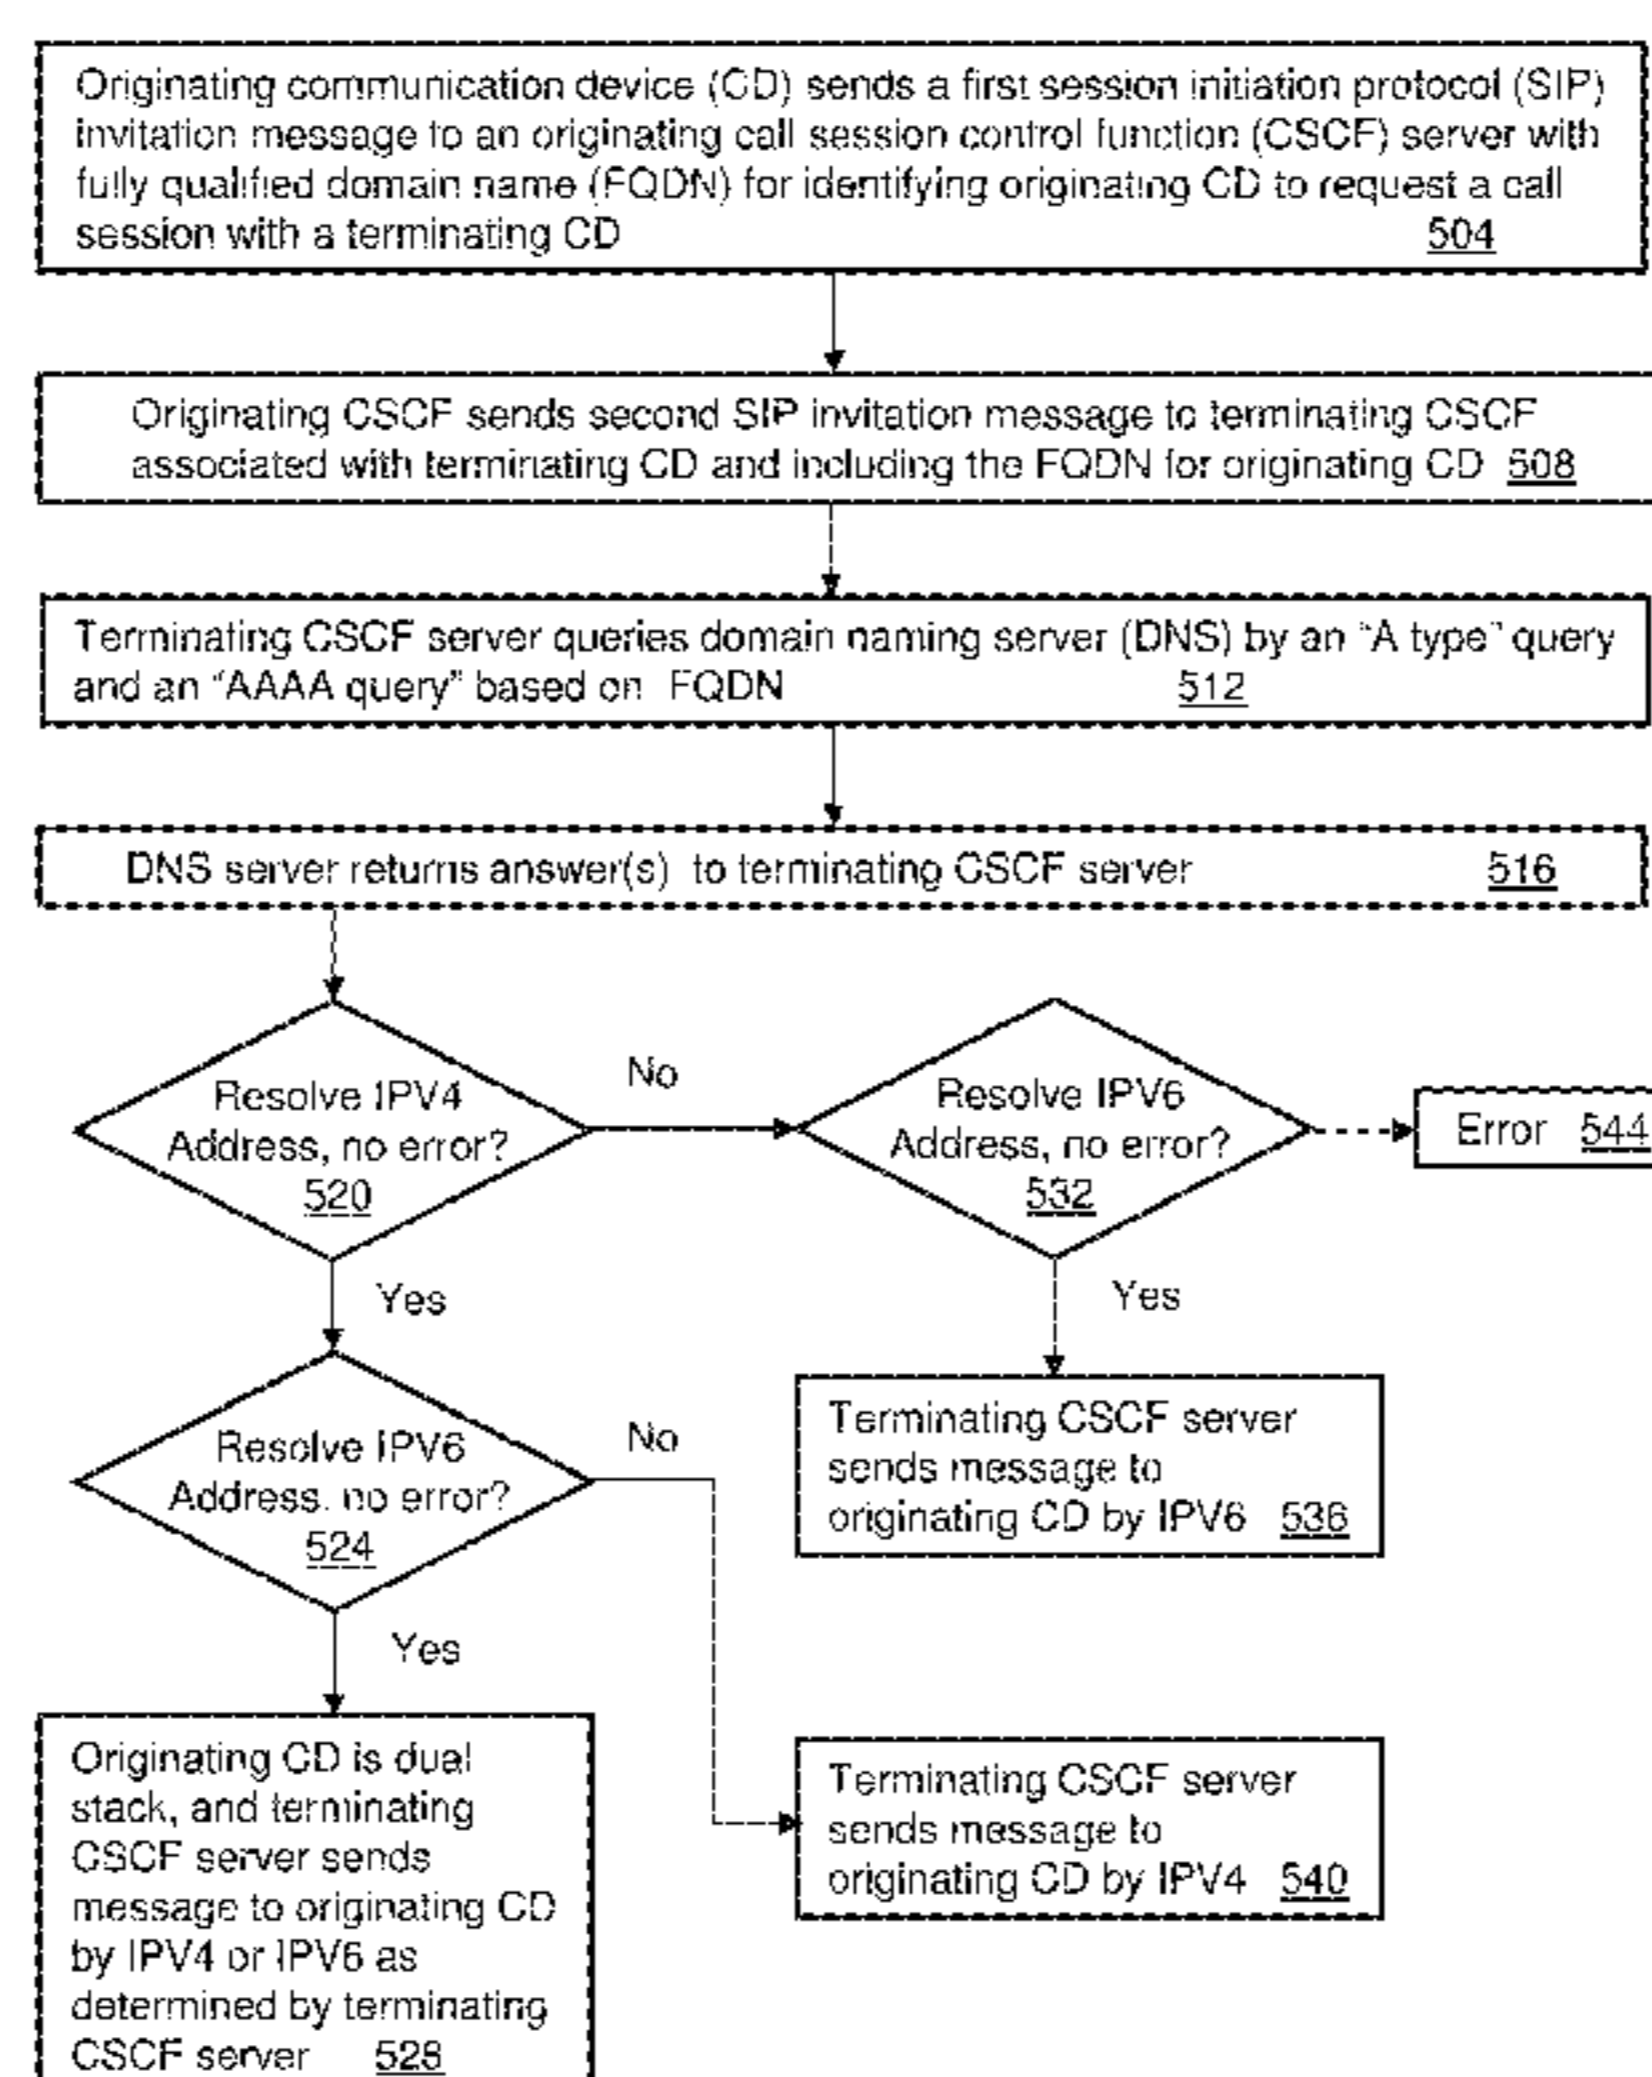 Originating communication device (CD) sends a first session initiation protocol (SIP)
invitation message to an originating call session control function (CSCF) server with
fully qualified domain name (FQDN) for identifying originating CD to request a call
session with a terminating CD 504
Originating CSCF sends second SIP invitation message to terminating CSCF
associated with terminating CD and including the FQDN for originating CD 508
Terminating CSCF server queries domain naming server (DNS) by an "A type" query
and an "AAAA query" based on FQDN 512
DNS server returns answer(s) to terminating CSCF server 516
Resolve IPV4
Address, no error?
520
No
Resolve IPV6
Address, no error?
532
Error 544
Yes
Yes
Resolve IPV6
Address, no error?
524
No
Terminating CSCF server
sends message to
originating CD by IPV6 536
Yes
Originating CD is dual
stack, and terminating
CSCF server sends
message to originating CD
by IPV4 or IPV6 as
determined by terminating
CSCF server 528
Terminating CSCF server
sends message to
originating CD by IPV4 540